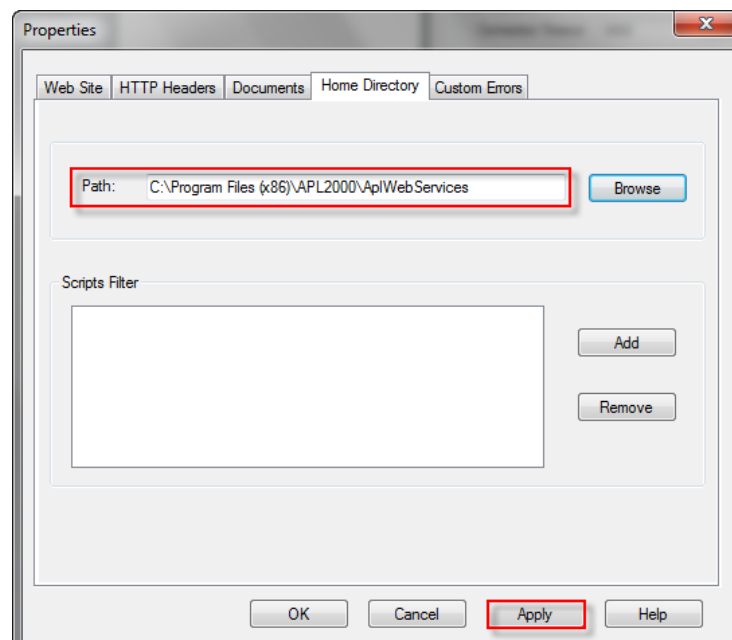 Properties
Web Site HTTP Headers Documents Home Directory Custom Errors
Path: C:\Program Files (x86)\APL2000\AplWebServices Browse
Scripts Filter
Add
Remove
OK Cancel Apply Help